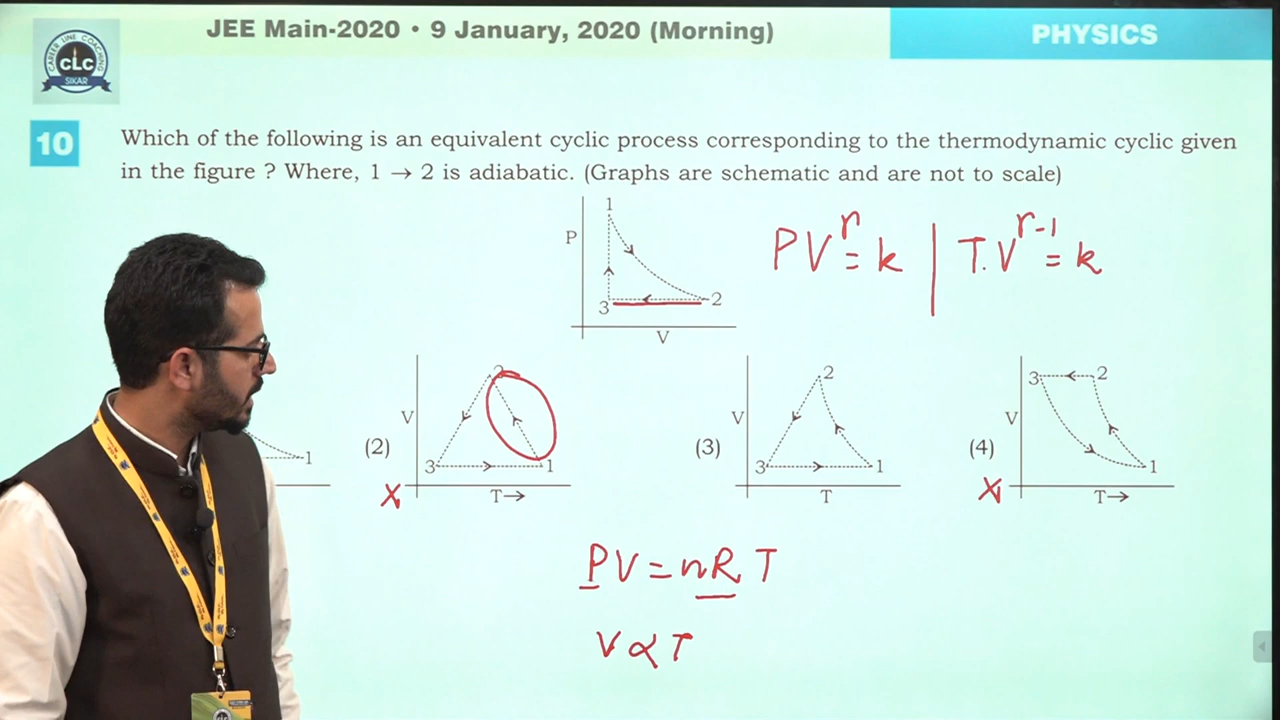 CAREER LINE COACHING
CLC
SIKAR
JEE Main-2020 • 9 January, 2020 (Morning)
PHYSICS
10
Which of the following is an equivalent cyclic process corresponding to the thermodynamic cyclic given
in the figure ? Where, 1 → 2 is adiabatic. (Graphs are schematic and are not to scale)
1
P
3
2
V
PV^r = k | T.V^r-1 = k
1
(2)
V
2
3
1
T→
X
(3)
V
2
3
1
T
(4)
V
3
2
1
T→
X
PV = nRT
V ∝ T